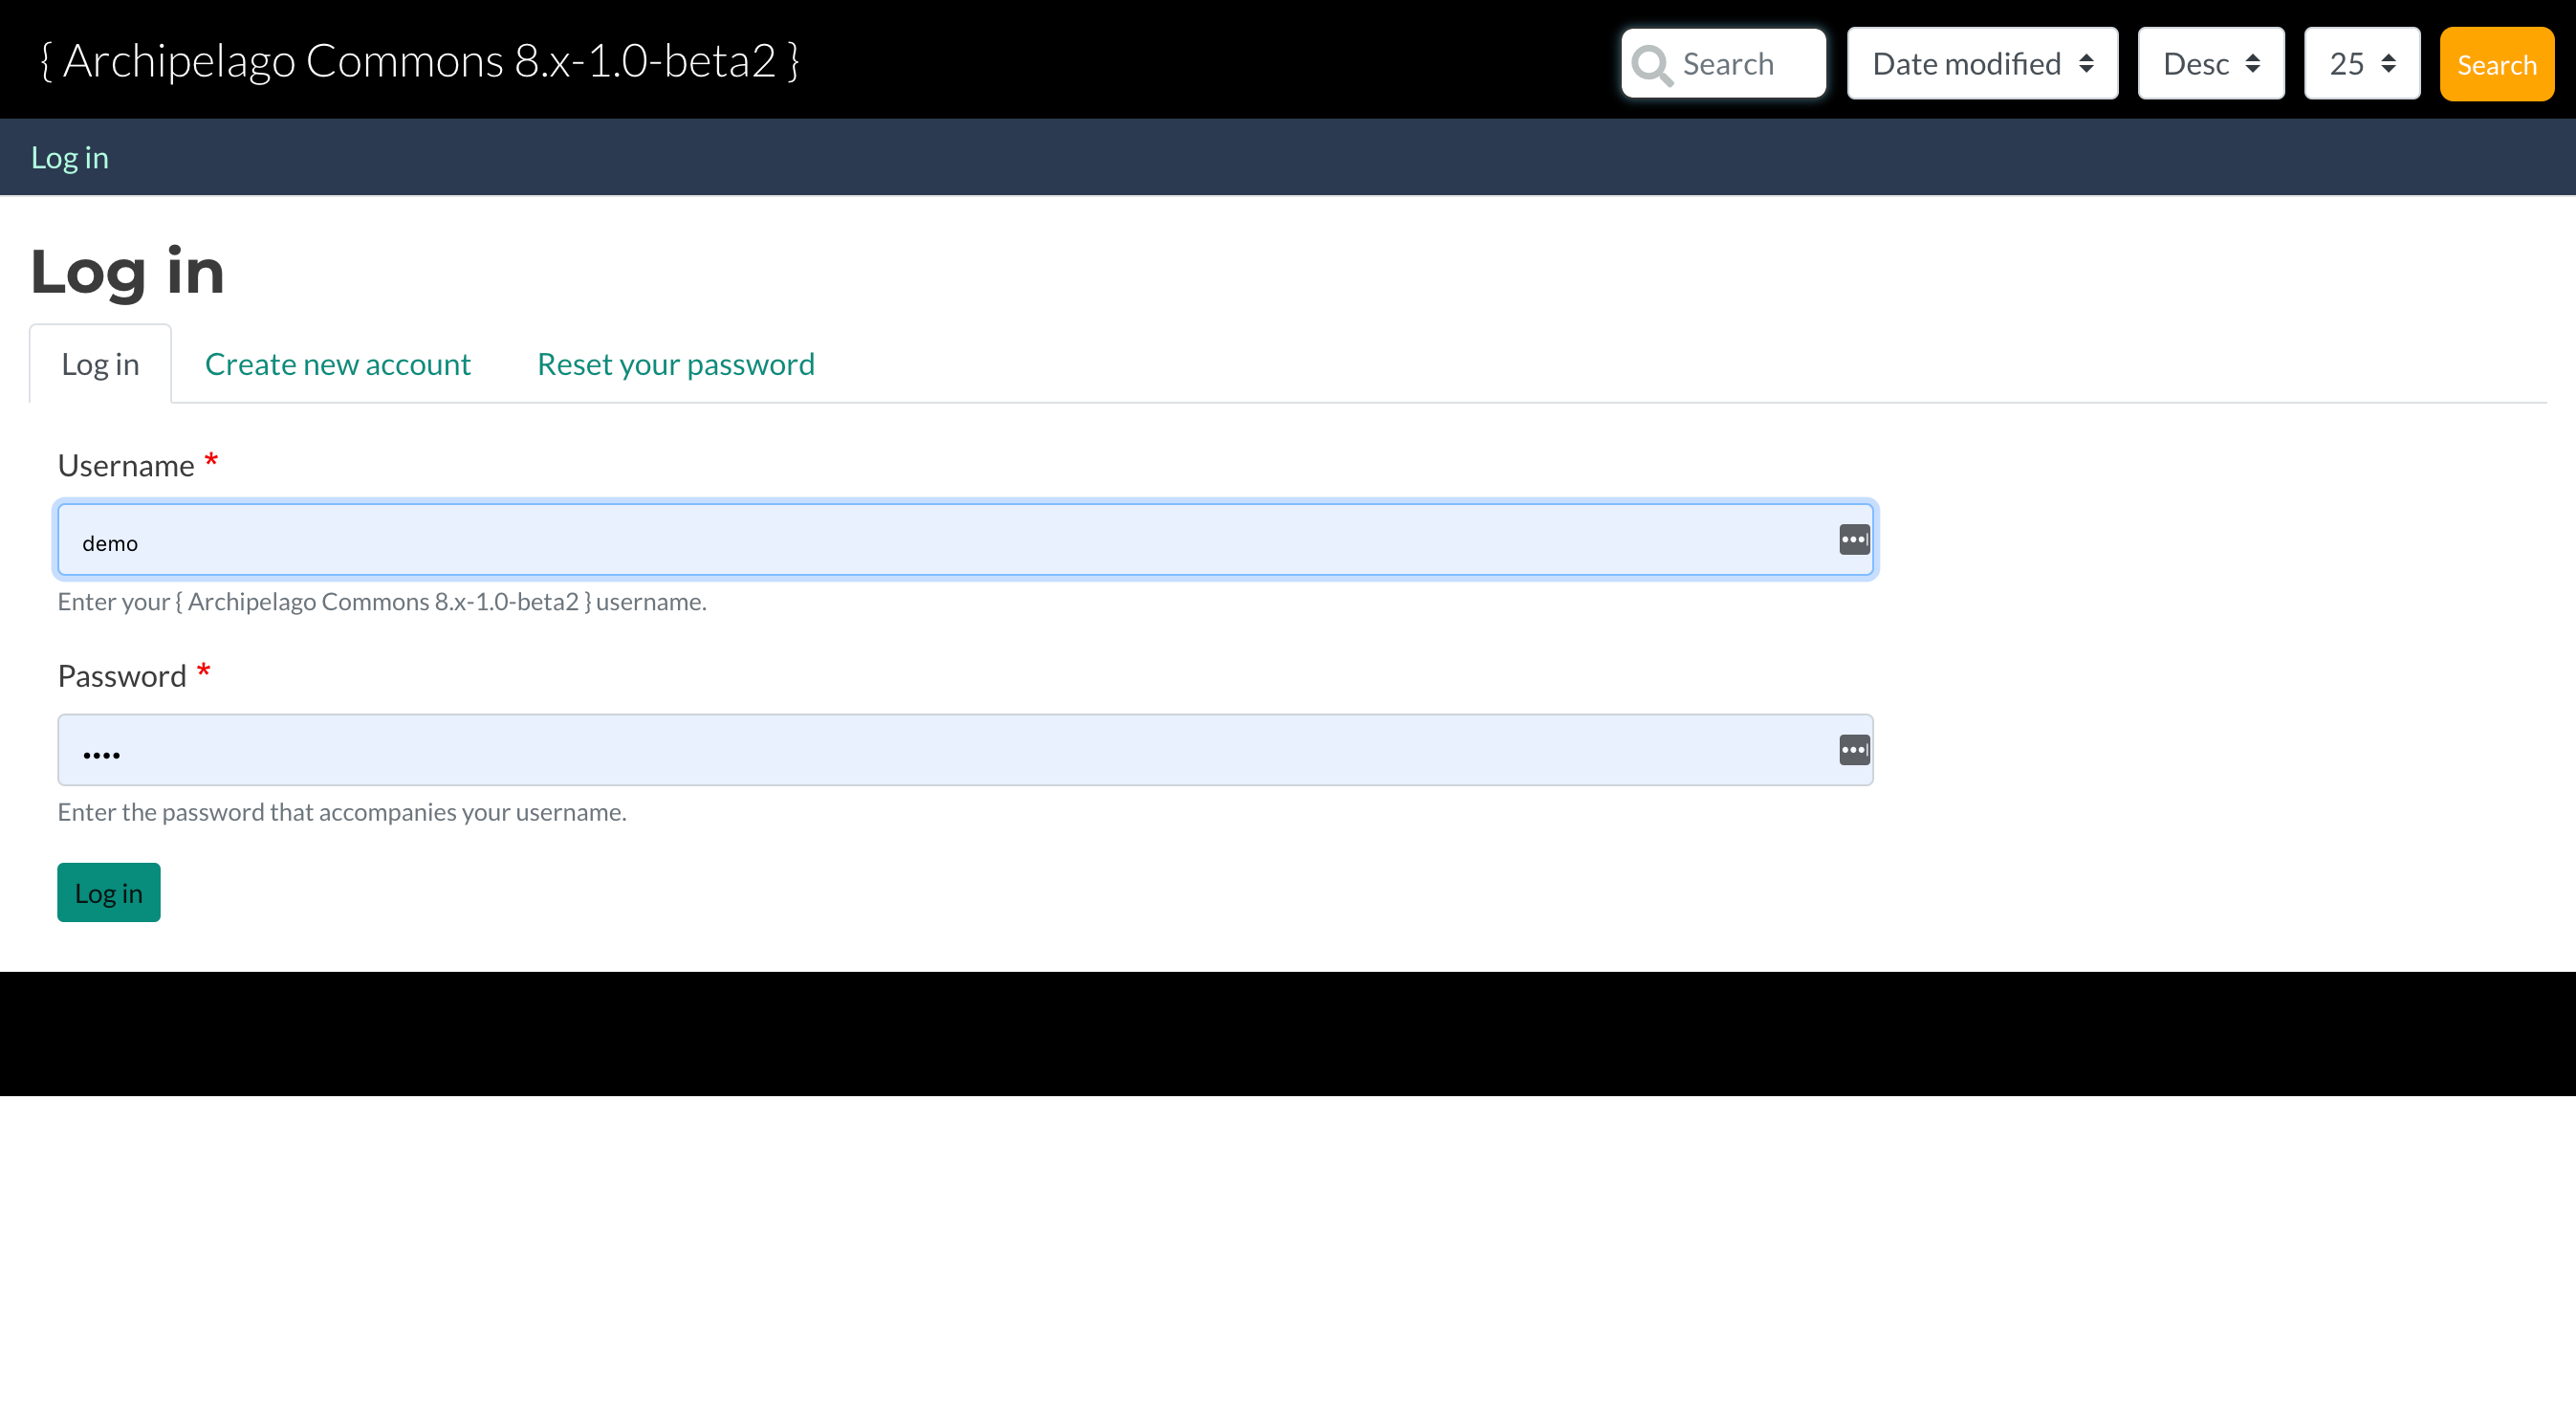 { Archipelago Commons 8.x-1.0-beta2 }
Search Date modified Desc 25 Search
Log in
Log in
Log in Create new account Reset your password
Username *
demo
Enter your { Archipelago Commons 8.x-1.0-beta2 } username.
Password *
••••
Enter the password that accompanies your username.
Log in